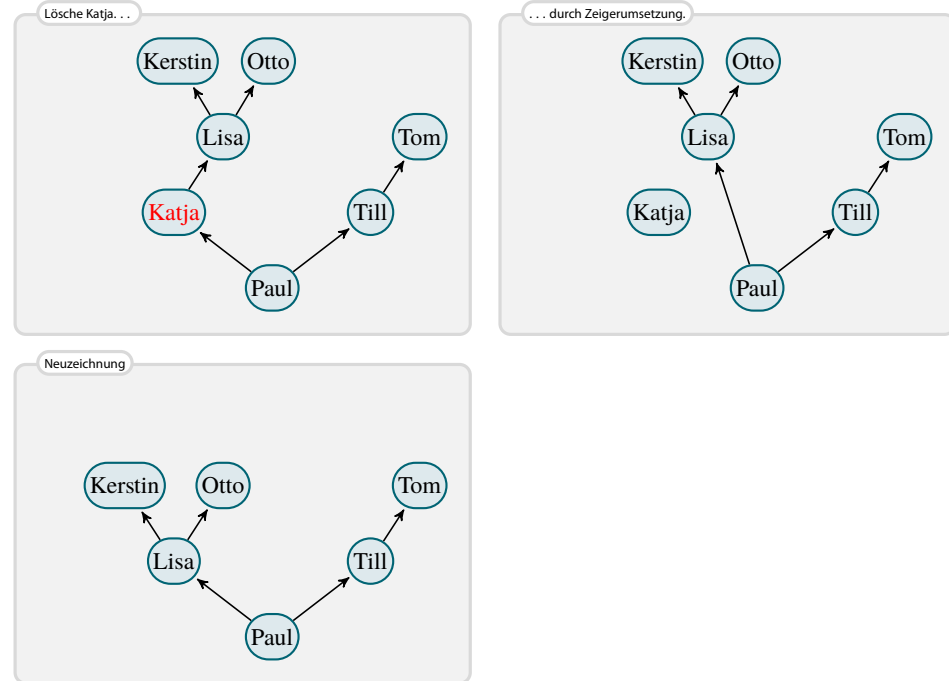 Lösche Katja. . .
Kerstin Otto
Lisa Tom
Katja Till
Paul
. . . durch Zeigerumsetzung.
Kerstin Otto
Lisa Tom
Katja Till
Paul
Neuzeichnung
Kerstin Otto Tom
Lisa Till
Paul